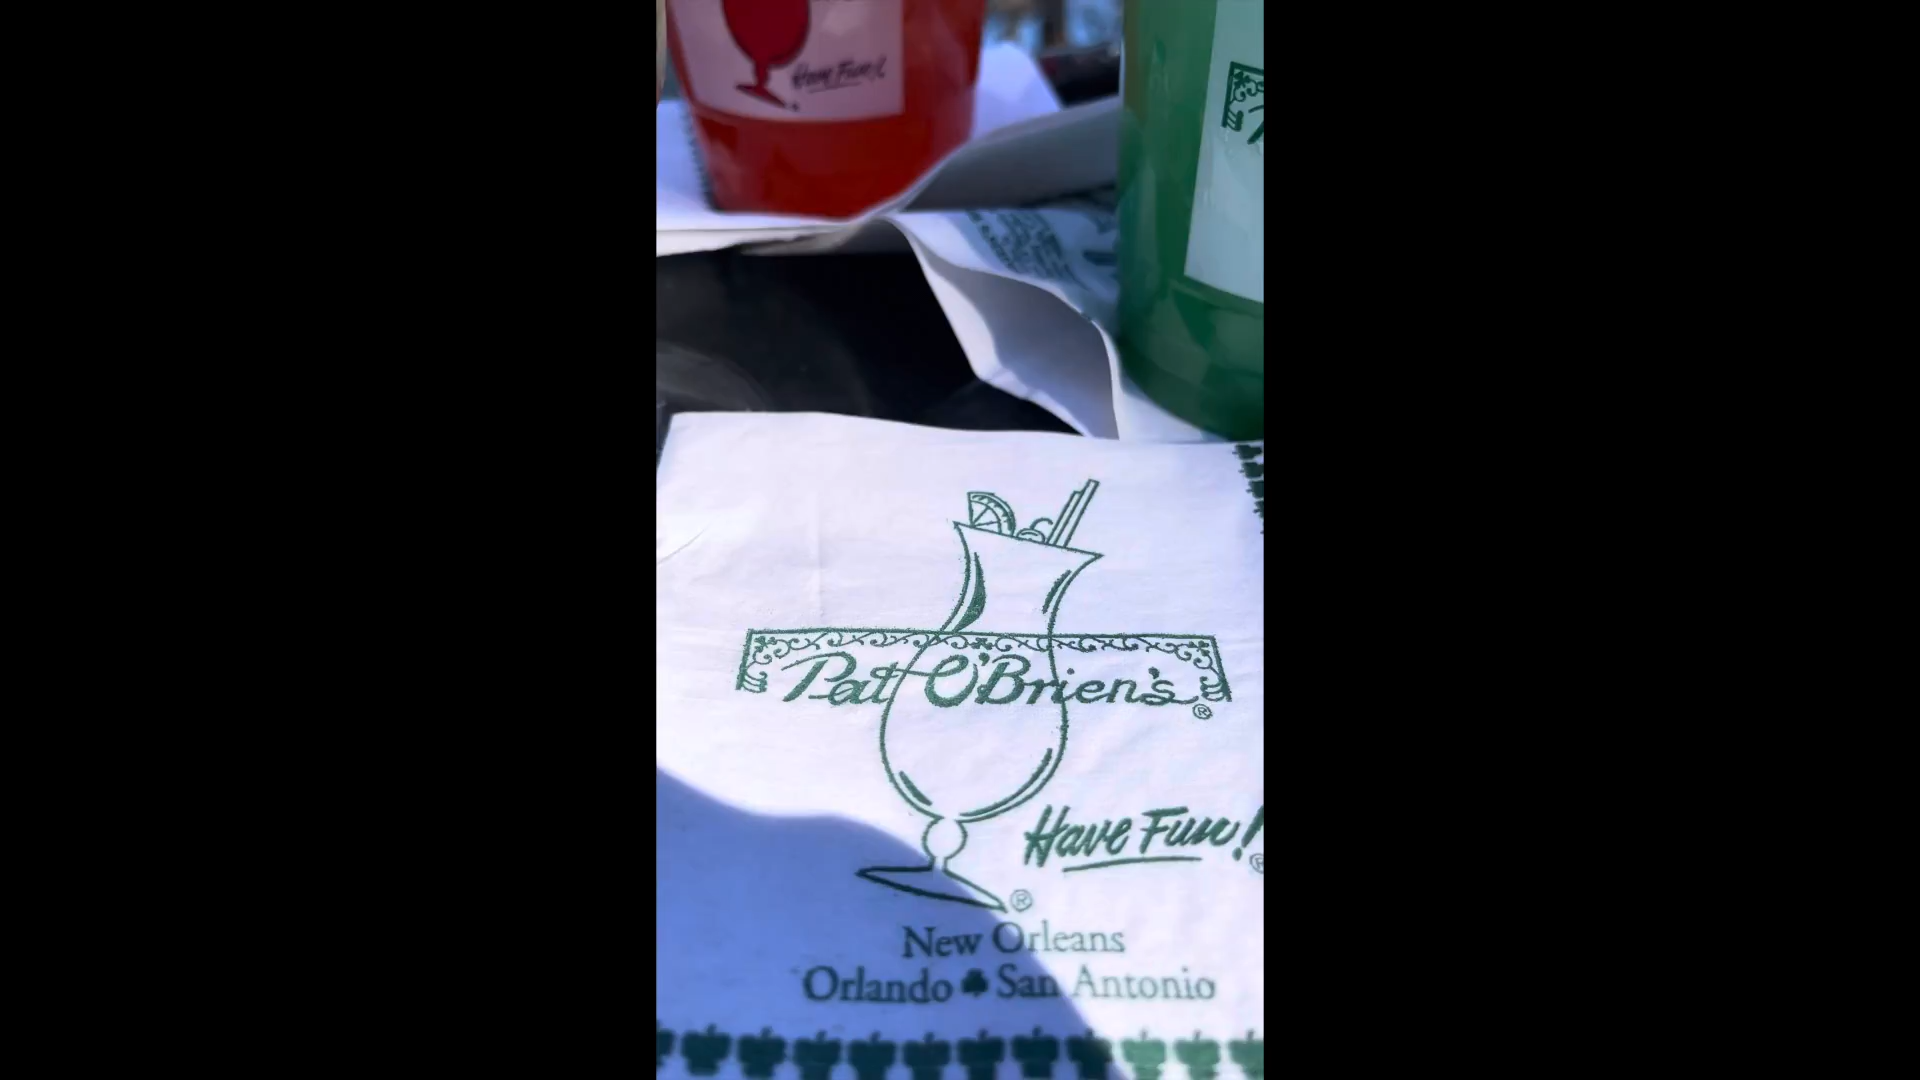 Have Fun!
Pat O'Brien's®
Have Fun!®
®
New Orleans
Orlando ♣ San Antonio